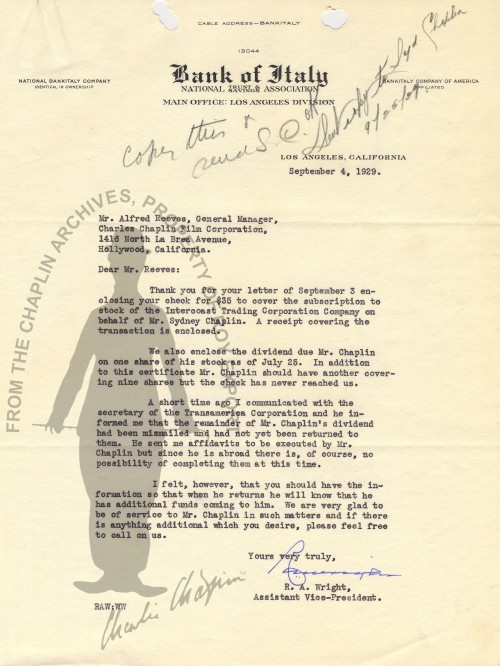 CABLE ADDRESS—BANKITALY
13044
Bank of Italy
NATIONAL TRUST & SAVINGS ASSOCIATION
MAIN OFFICE: LOS ANGELES DIVISION
NATIONAL BANKITALY COMPANY
IDENTICAL IN OWNERSHIP
BANKITALY COMPANY OF AMERICA
AFFILIATED
copy this &
send S.C.
to Syd Chaplin
LOS ANGELES, CALIFORNIA
September 4, 1929.
Mr. Alfred Reeves, General Manager,
Charles Chaplin Film Corporation,
1416 North La Brea Avenue,
Hollywood, California.
Dear Mr. Reeves:
Thank you for your letter of September 3 en-
closing your check for $35 to cover the subscription to
stock of the Intercoast Trading Corporation Company on
behalf of Mr. Sydney Chaplin. A receipt covering the
transaction is enclosed.
We also enclose the dividend due Mr. Chaplin
on one share of his stock as of July 25. In addition
to this certificate Mr. Chaplin should have another cover-
ing nine shares but the check has never reached us.
A short time ago I communicated with the
secretary of the Transamerica Corporation and he in-
formed me that the remainder of Mr. Chaplin's dividend
had been mismailed and had not yet been returned to
them. He sent me affidavits to be executed by Mr.
Chaplin but since he is abroad there is, of course, no
possibility of completing them at this time.
I felt, however, that you should have the in-
formation so that when he returns he will know that he
has additional funds coming to him. We are very glad to
be of service to Mr. Chaplin in such matters and if there
is anything additional which you desire, please feel free
to call on us.
Yours very truly,
R. A. Wright,
Assistant Vice-President.
RAW:WW
FROM THE CHAPLIN ARCHIVES, PROPERTY OF ROY EXPORT
Charlie Chaplin